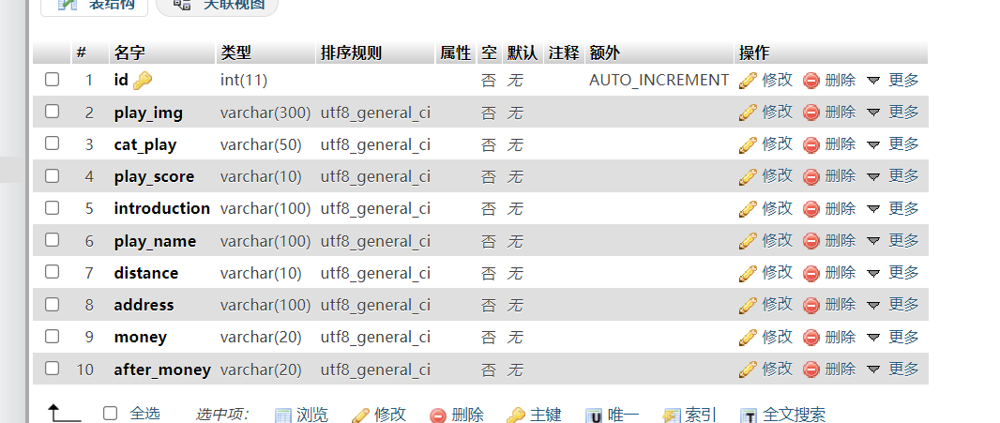 表结构 关联视图
# 名字 类型 排序规则 属性 空 默认 注释 额外 操作
1 id int(11) 否 无 AUTO_INCREMENT 修改 删除 更多
2 play_img varchar(300) utf8_general_ci 否 无 修改 删除 更多
3 cat_play varchar(50) utf8_general_ci 否 无 修改 删除 更多
4 play_score varchar(10) utf8_general_ci 否 无 修改 删除 更多
5 introduction varchar(100) utf8_general_ci 否 无 修改 删除 更多
6 play_name varchar(100) utf8_general_ci 否 无 修改 删除 更多
7 distance varchar(10) utf8_general_ci 否 无 修改 删除 更多
8 address varchar(100) utf8_general_ci 否 无 修改 删除 更多
9 money varchar(20) utf8_general_ci 否 无 修改 删除 更多
10 after_money varchar(20) utf8_general_ci 否 无 修改 删除 更多
全选 选中项: 浏览 修改 删除 主键 U 唯一 索引 T 全文搜索